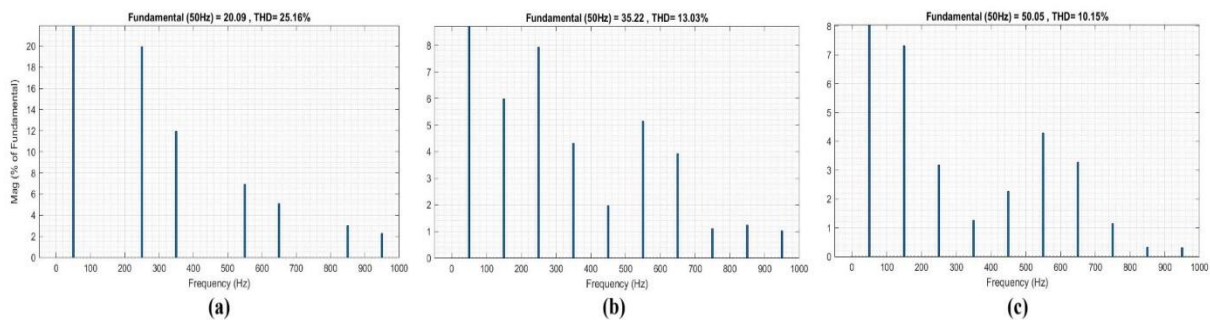 Fundamental (50Hz) = 20.09 , THD= 25.16%
Mag (% of Fundamental)
20
18
16
14
12
10
8
6
4
2
0
0 100 200 300 400 500 600 700 800 900 1000
Frequency (Hz)
(a)
Fundamental (50Hz) = 35.22 , THD= 13.03%
8
7
6
5
4
3
2
1
0
0 100 200 300 400 500 600 700 800 900 1000
Frequency (Hz)
(b)
Fundamental (50Hz) = 50.05 , THD= 10.15%
8
7
6
5
4
3
2
1
0
0 100 200 300 400 500 600 700 800 900 1000
Frequency (Hz)
(c)